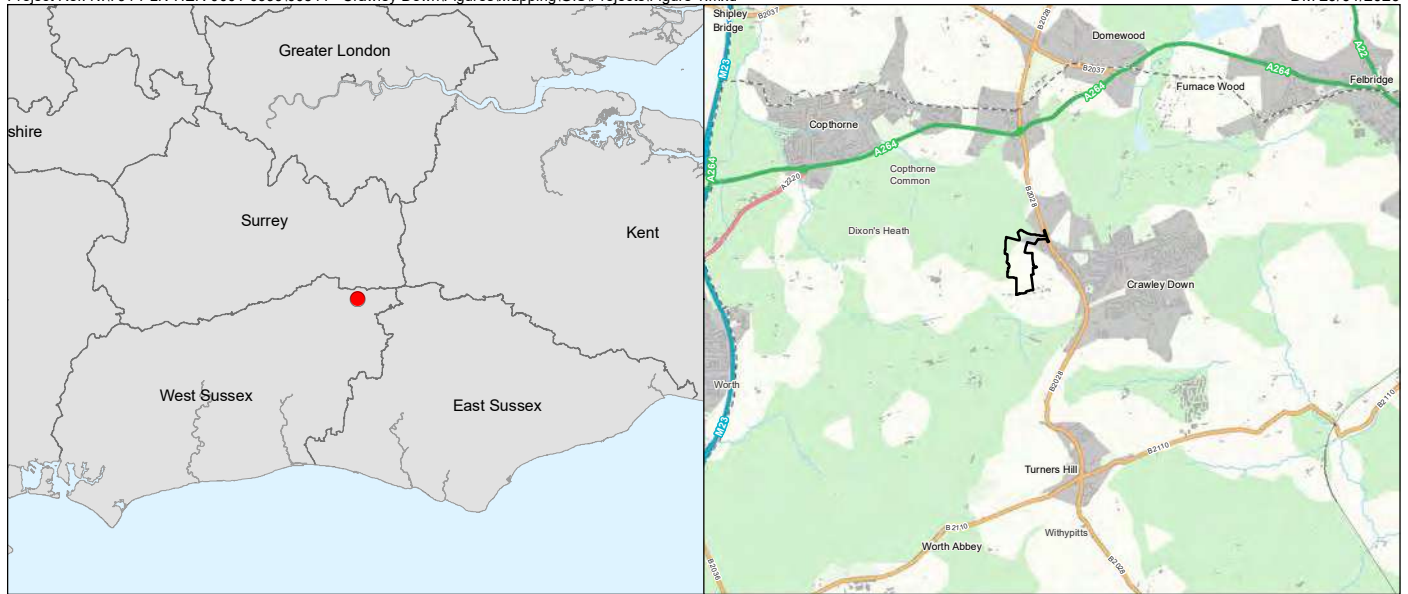 Greater London
shire
Surrey
Kent
West Sussex
East Sussex
Shipley
Bridge
B2037
B2028
Domewood
A22
M23
B2037
A264
Felbridge
Furnace Wood
A264
Copthorne
A264
A264
Copthorne
Common
A2220
B2028
Dixon's Heath
Crawley Down
Worth
B2028
M23
B2110
B2110
Turners Hill
B2110
Withypitts
Worth Abbey
B2036
B2028